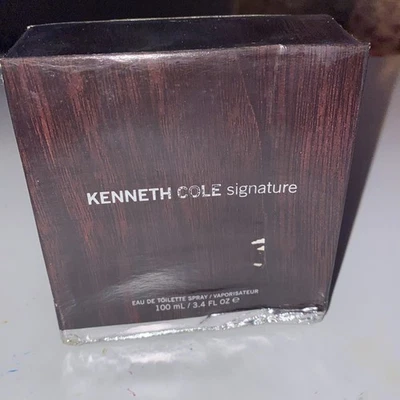 KENNETH COLE signature
EAU DE TOILETTE SPRAY / VAPORISATEUR
100 mL / 3.4 FL OZ ℮